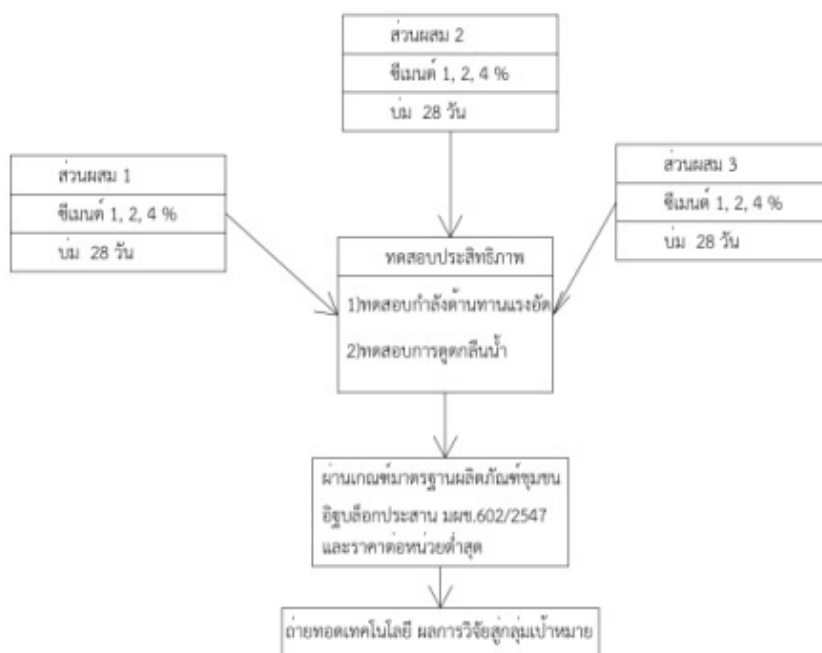 ส่วนผสม 2
ซีเมนต์ 1, 2, 4 %
บ่ม 28 วัน
ส่วนผสม 1
ซีเมนต์ 1, 2, 4 %
บ่ม 28 วัน
ส่วนผสม 3
ซีเมนต์ 1, 2, 4 %
บ่ม 28 วัน
ทดสอบประสิทธิภาพ
1)ทดสอบกำลังต้านทานแรงอัด
2)ทดสอบการดูดกลืนน้ำ
ผ่านเกณฑ์มาตรฐานผลิตภัณฑ์ชุมชน
อิฐบล็อกประสาน มผช.602/2547
และราคาต่อหน่วยต่ำสุด
ถ่ายทอดเทคโนโลยี ผลการวิจัยสู่กลุ่มเป้าหมาย